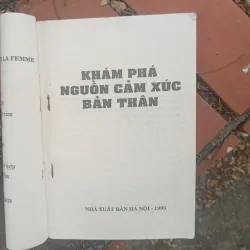 LA FEMME
KHÁM PHÁ
NGUỒN CẢM XÚC
BẢN THÂN
NHÀ XUẤT BẢN HÀ NỘI - 1999